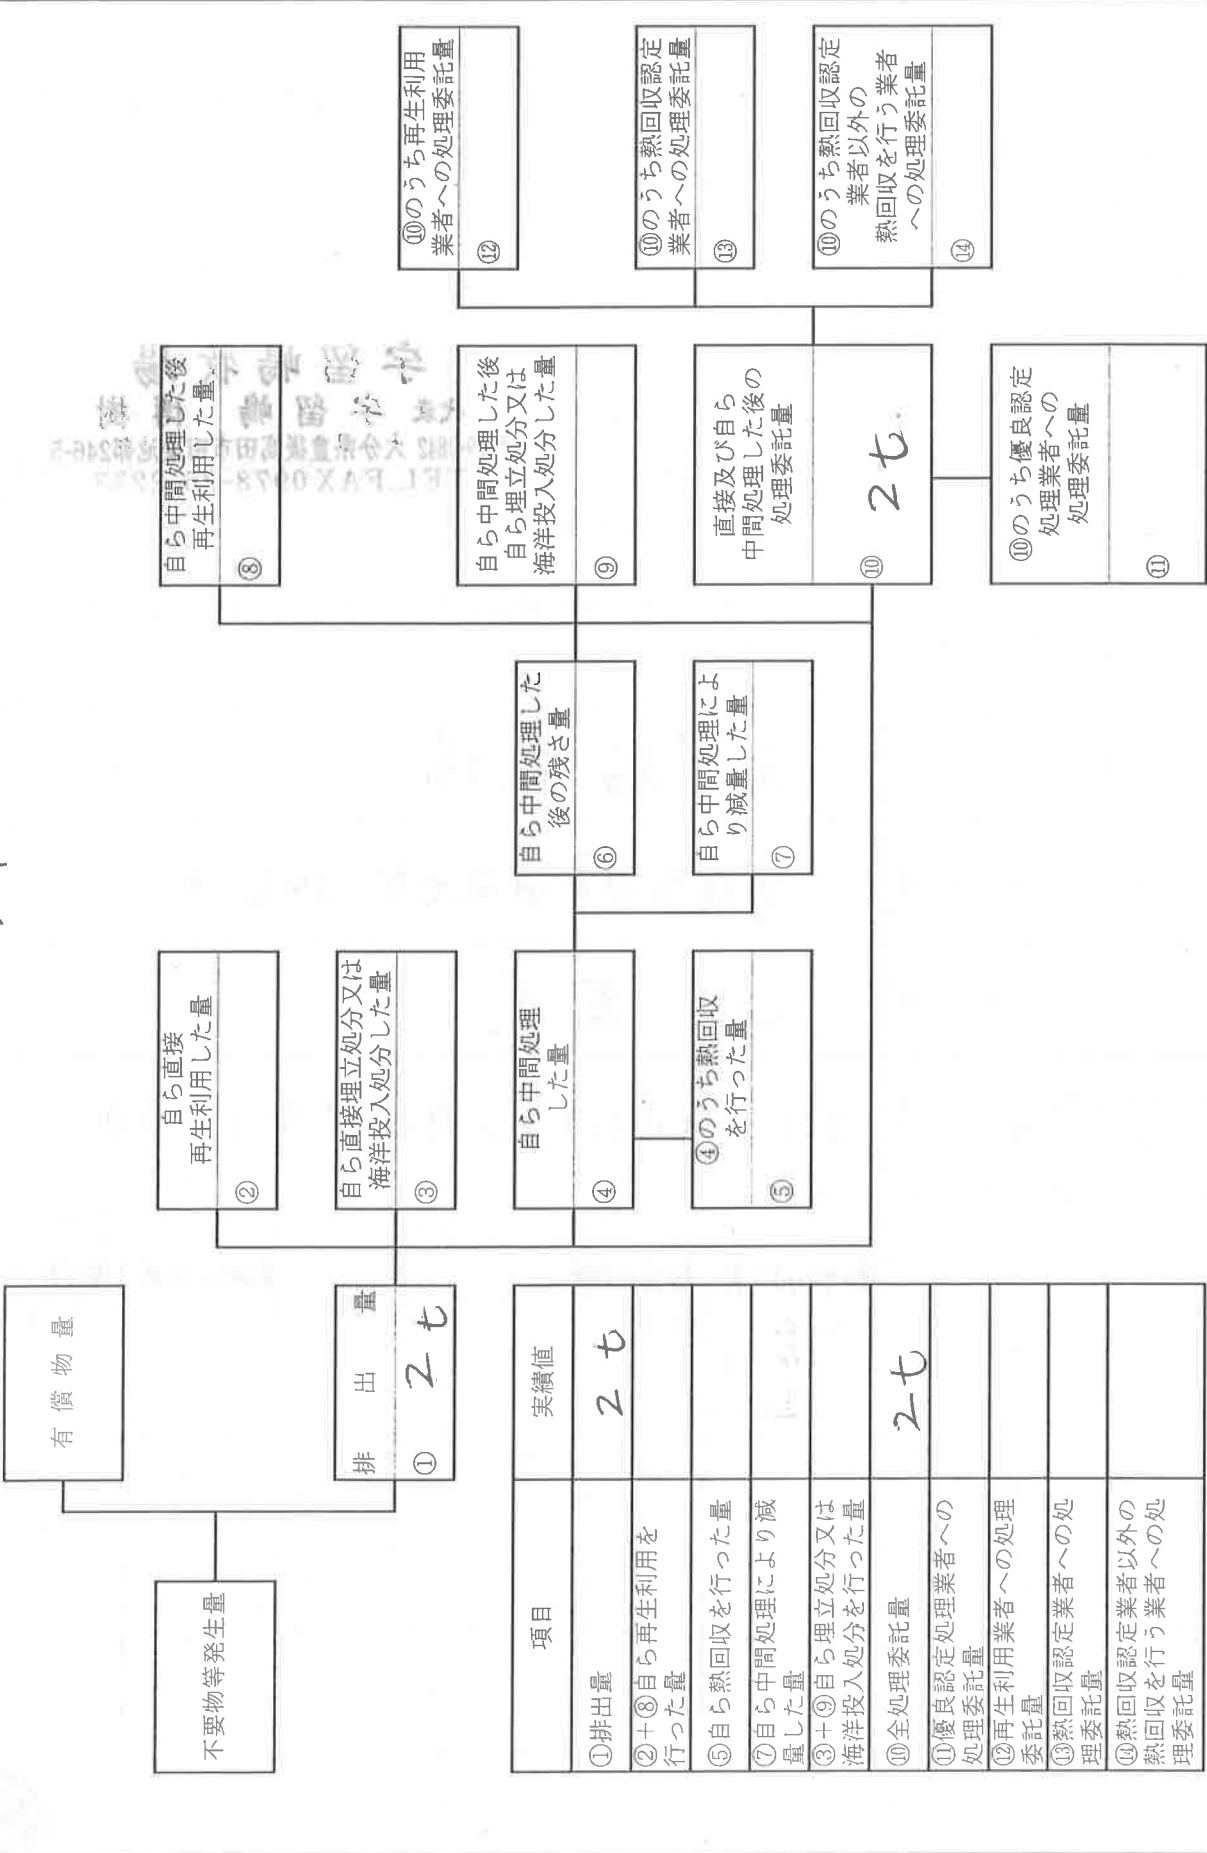 有償物量
不要物等発生量
排出量
① 2 t
自ら直接
再生利用した量
②
自ら直接埋立処分又は
海洋投入処分した量
③
自ら中間処理
した量
④
④のうち熱回収
を行った量
⑤
自ら中間処理した
後の残さ量
⑥
自ら中間処理によ
り減量した量
⑦
自ら中間処理した後
再生利用した量
⑧
自ら中間処理した後
自ら埋立処分又は
海洋投入処分した量
⑨
直接及び自ら
中間処理した後の
処理委託量
⑩ 2 t
⑩のうち優良認定
処理業者への
処理委託量
⑪
⑩のうち再生利用
業者への処理委託量
⑫
⑩のうち熱回収認定
業者への処理委託量
⑬
⑩のうち熱回収認定
業者以外の
熱回収を行う業者
への処理委託量
⑭
項目 実績値
①排出量 2 t
②+⑧自ら再生利用を
行った量
⑤自ら熱回収を行った量
⑦自ら中間処理により減
量した量
③+⑨自ら埋立処分又は
海洋投入処分を行った量
⑩全処理委託量 2 t
⑪優良認定処理業者への
処理委託量
⑫再生利用業者への処理
委託量
⑬熱回収認定業者への処
理委託量
⑭熱回収認定業者以外の
熱回収を行う業者への処
理委託量